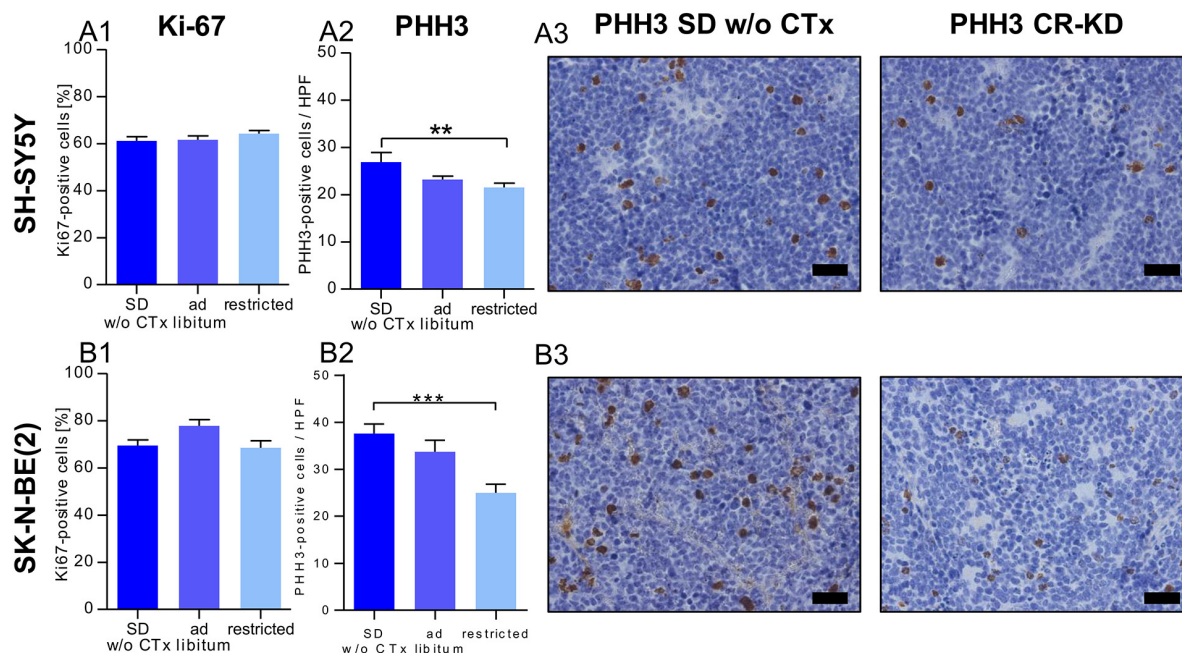 Ki-67
PHH3
PHH3 SD w/o CTx
PHH3 CR-KD
SH-SY5Y
A1
Ki67-positive cells [%]
100
80
60
40
20
0
SD
ad
restricted
w/o CTx libitum
A2
PHH3-positive cells / HPF
50
40
30
20
10
0
**
SD
ad
restricted
w/o CTx libitum
A3
SK-N-BE(2)
B1
Ki67-positive cells [%]
100
80
60
40
20
0
SD
ad
restricted
w/o CTx libitum
B2
PHH3-positive cells / HPF
50
40
30
20
10
0
***
SD
ad
restricted
w/o CTx libitum
B3